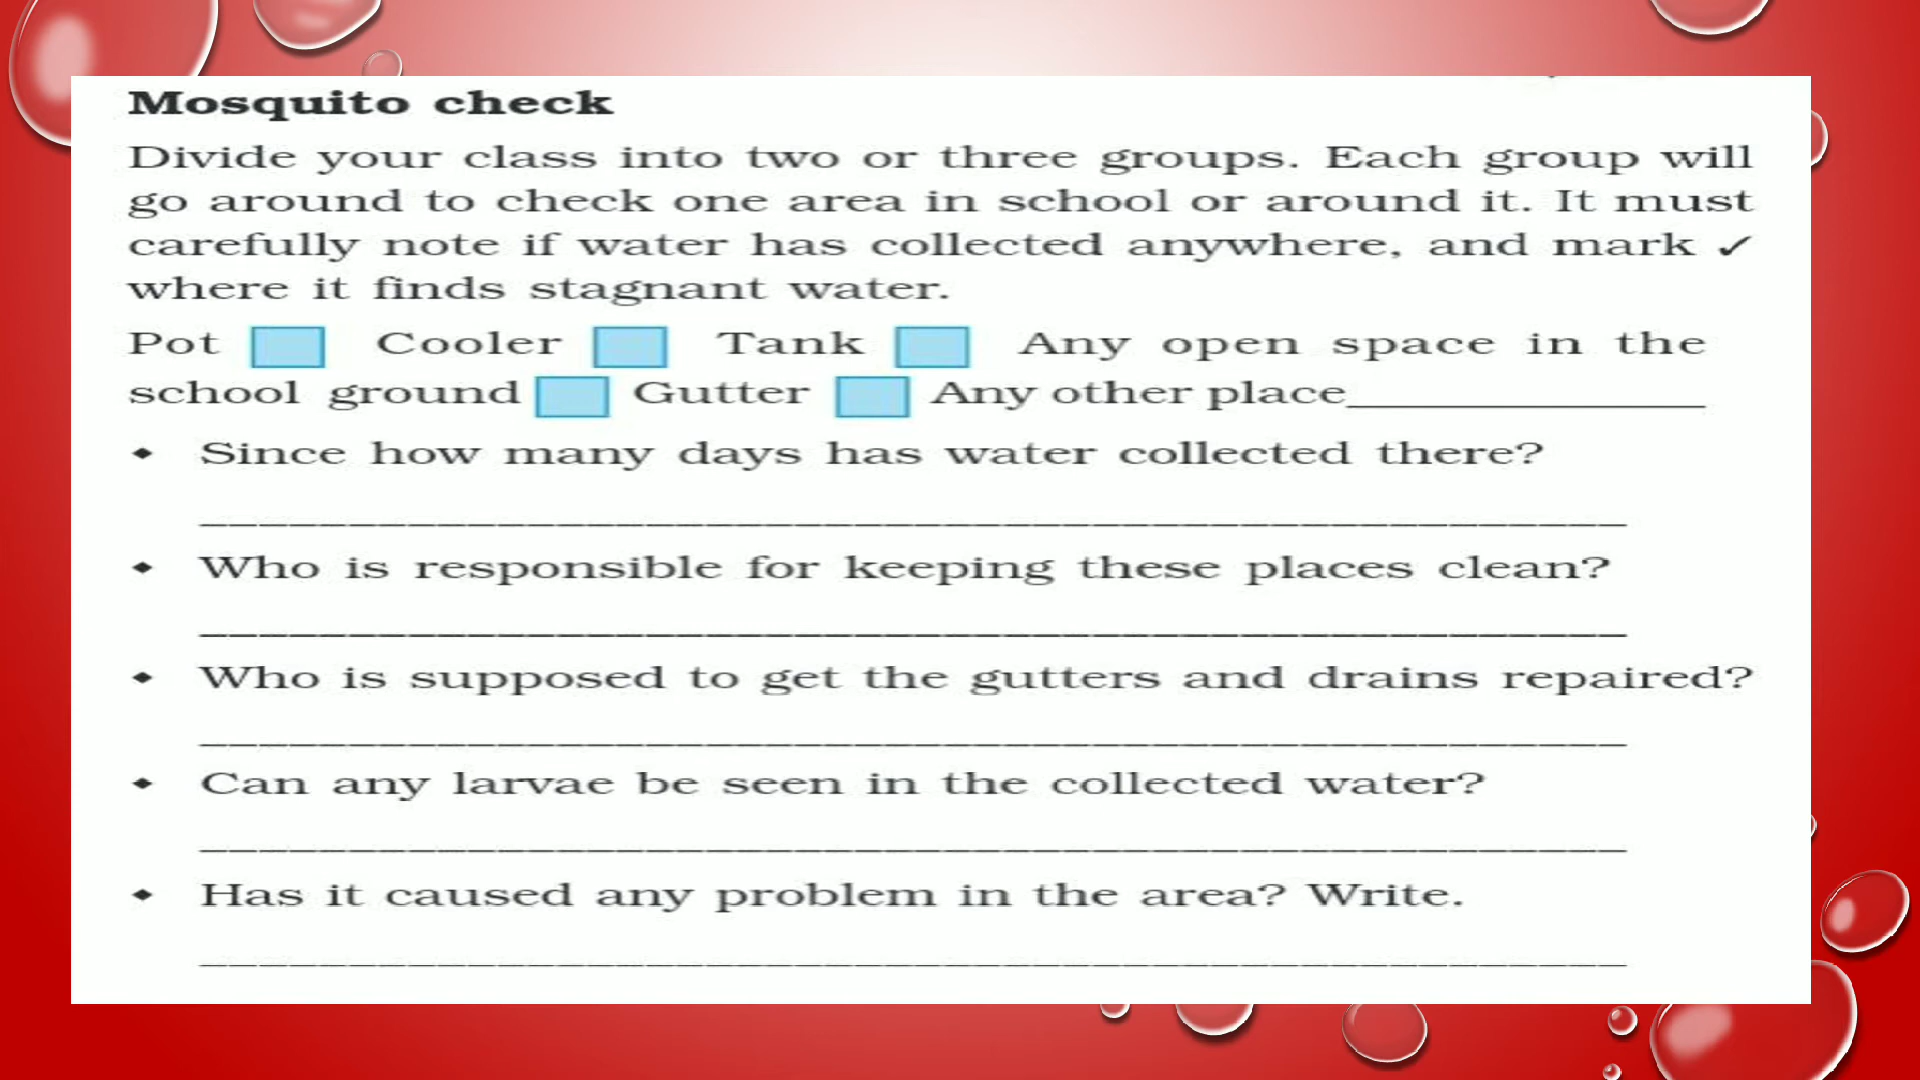 Mosquito check
Divide your class into two or three groups. Each group will
go around to check one area in school or around it. It must
carefully note if water has collected anywhere, and mark ✓
where it finds stagnant water.
Pot Cooler Tank Any open space in the
school ground Gutter Any other place_______________
◆ Since how many days has water collected there?
◆ Who is responsible for keeping these places clean?
◆ Who is supposed to get the gutters and drains repaired?
◆ Can any larvae be seen in the collected water?
◆ Has it caused any problem in the area? Write.